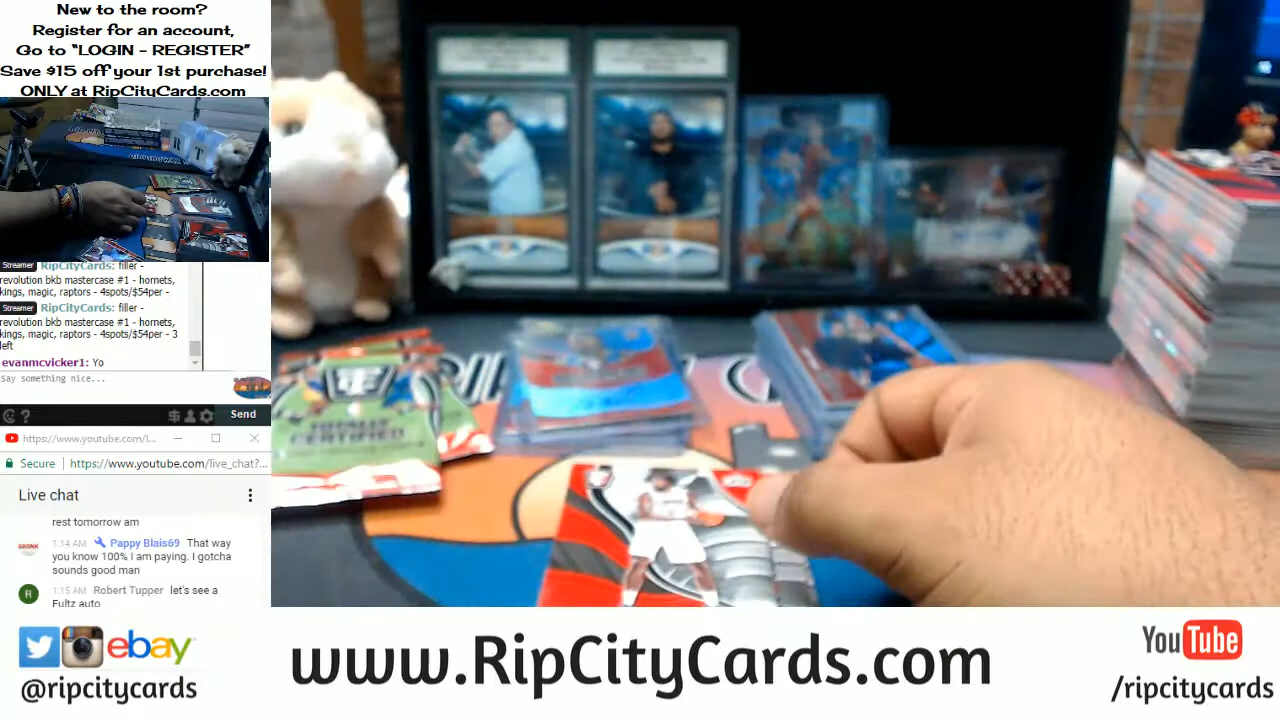 New to the room?
Register for an account,
Go to “LOGIN - REGISTER”
Save $15 off your 1st purchase!
ONLY at RipCityCards.com
Streamer RipCityCards: filler -
revolution bkb mastercase #1 - hornets,
kings, magic, raptors - 4spots/$54per -
Streamer RipCityCards: filler -
revolution bkb mastercase #1 - hornets,
kings, magic, raptors - 4spots/$54per - 3
left
evanmcvicker1: Yo
Say something nice...
Send
https://www.youtube.com/l...
Secure https://www.youtube.com/live_chat?...
Live chat
rest tomorrow am
1:14 AM Pappy Blais69 That way
you know 100% I am paying. I gotcha
sounds good man
1:15 AM Robert Tupper let's see a
Fultz auto
TOTALLY
CERTIFIED
ebay
@ripcitycards
www.RipCityCards.com
YouTube
/ripcitycards